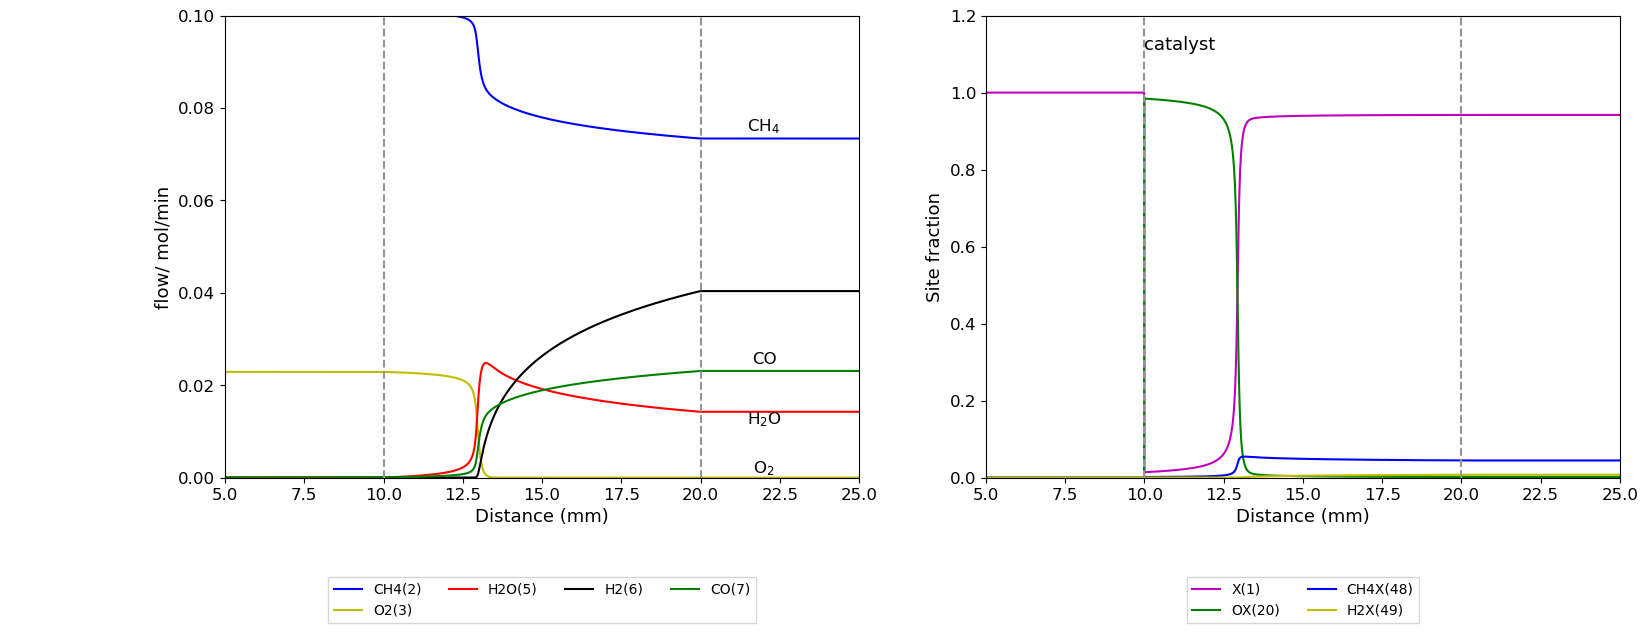 0.10
0.08
0.06
0.04
0.02
0.00
flow/ mol/min
CH4
CO
H2O
O2
5.0 7.5 10.0 12.5 15.0 17.5 20.0 22.5 25.0
Distance (mm)
CH4(2) H2O(5) H2(6) CO(7)
O2(3)
1.2
1.0
0.8
0.6
0.4
0.2
0.0
Site fraction
catalyst
5.0 7.5 10.0 12.5 15.0 17.5 20.0 22.5 25.0
Distance (mm)
X(1) CH4X(48)
OX(20) H2X(49)